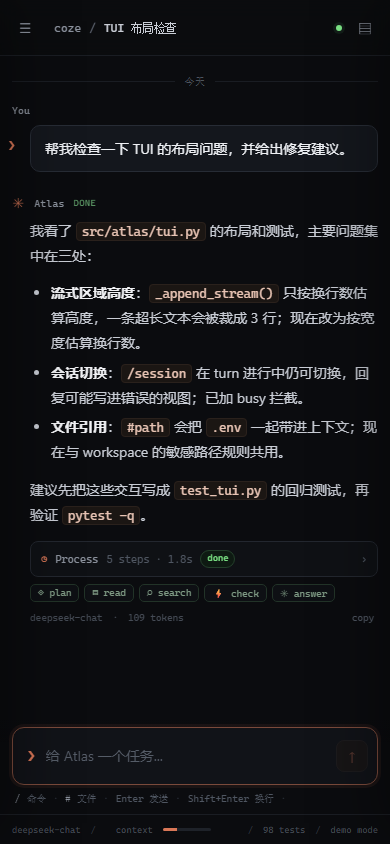 coze / TUI 布局检查
今天
You
帮我检查一下 TUI 的布局问题，并给出修复建议。
Atlas DONE
我看了 src/atlas/tui.py 的布局和测试，主要问题集
中在三处：
• 流式区域高度： _append_stream() 只按换行数估
算高度，一条超长文本会被裁成 3 行；现在改为按宽
度估算换行数。
• 会话切换： /session 在 turn 进行中仍可切换，回
复可能写进错误的视图；已加 busy 拦截。
• 文件引用： #path 会把 .env 一起带进上下文；现
在与 workspace 的敏感路径规则共用。
建议先把这些交互写成 test_tui.py 的回归测试，再
验证 pytest -q 。
Process 5 steps · 1.8s done
plan read search check answer
deepseek-chat · 109 tokens copy
给 Atlas 一个任务…
/ 命令 · # 文件 · Enter 发送 · Shift+Enter 换行 ·
deepseek-chat / context / 98 tests / demo mode